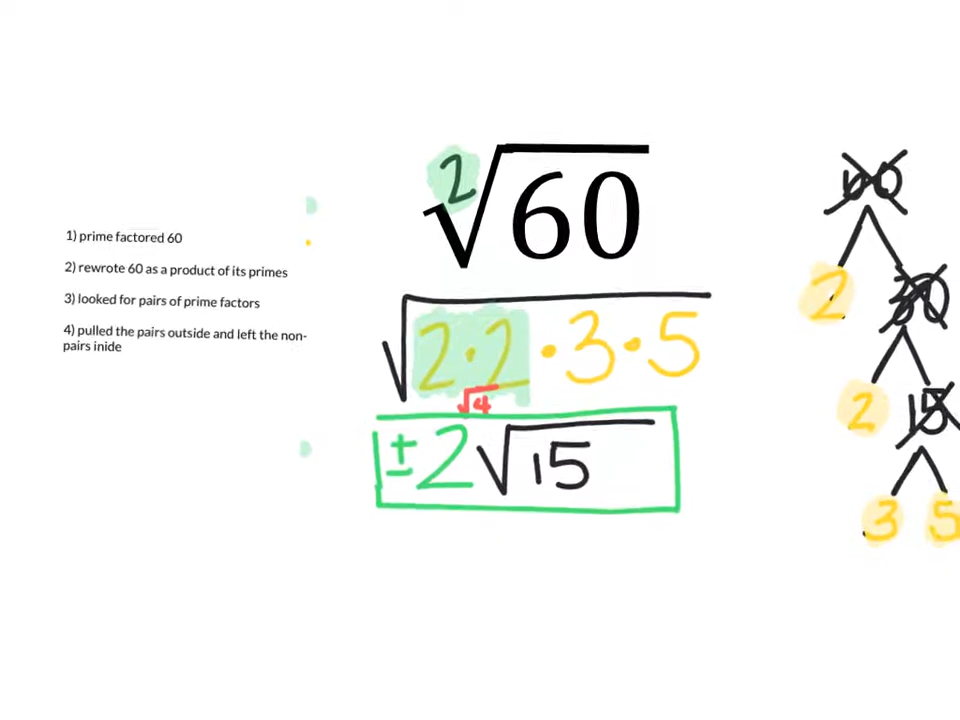 1) prime factored 60
2) rewrote 60 as a product of its primes
3) looked for pairs of prime factors
4) pulled the pairs outside and left the non-
pairs inide
2√60
√2·2·3·5
√4
±2√15
60
2 30
2 15
3 5